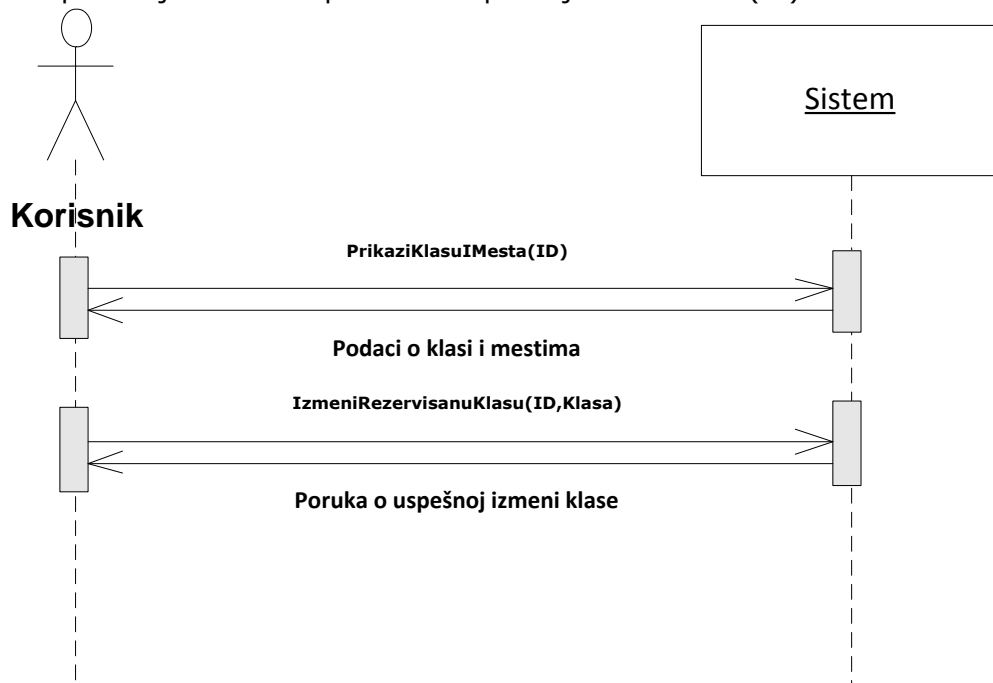 Sistem
Korisnik
PrikaziKlasuIMesta(ID)
Podaci o klasi i mestima
IzmeniRezervisanuKlasu(ID,Klasa)
Poruka o uspešnoj izmeni klase